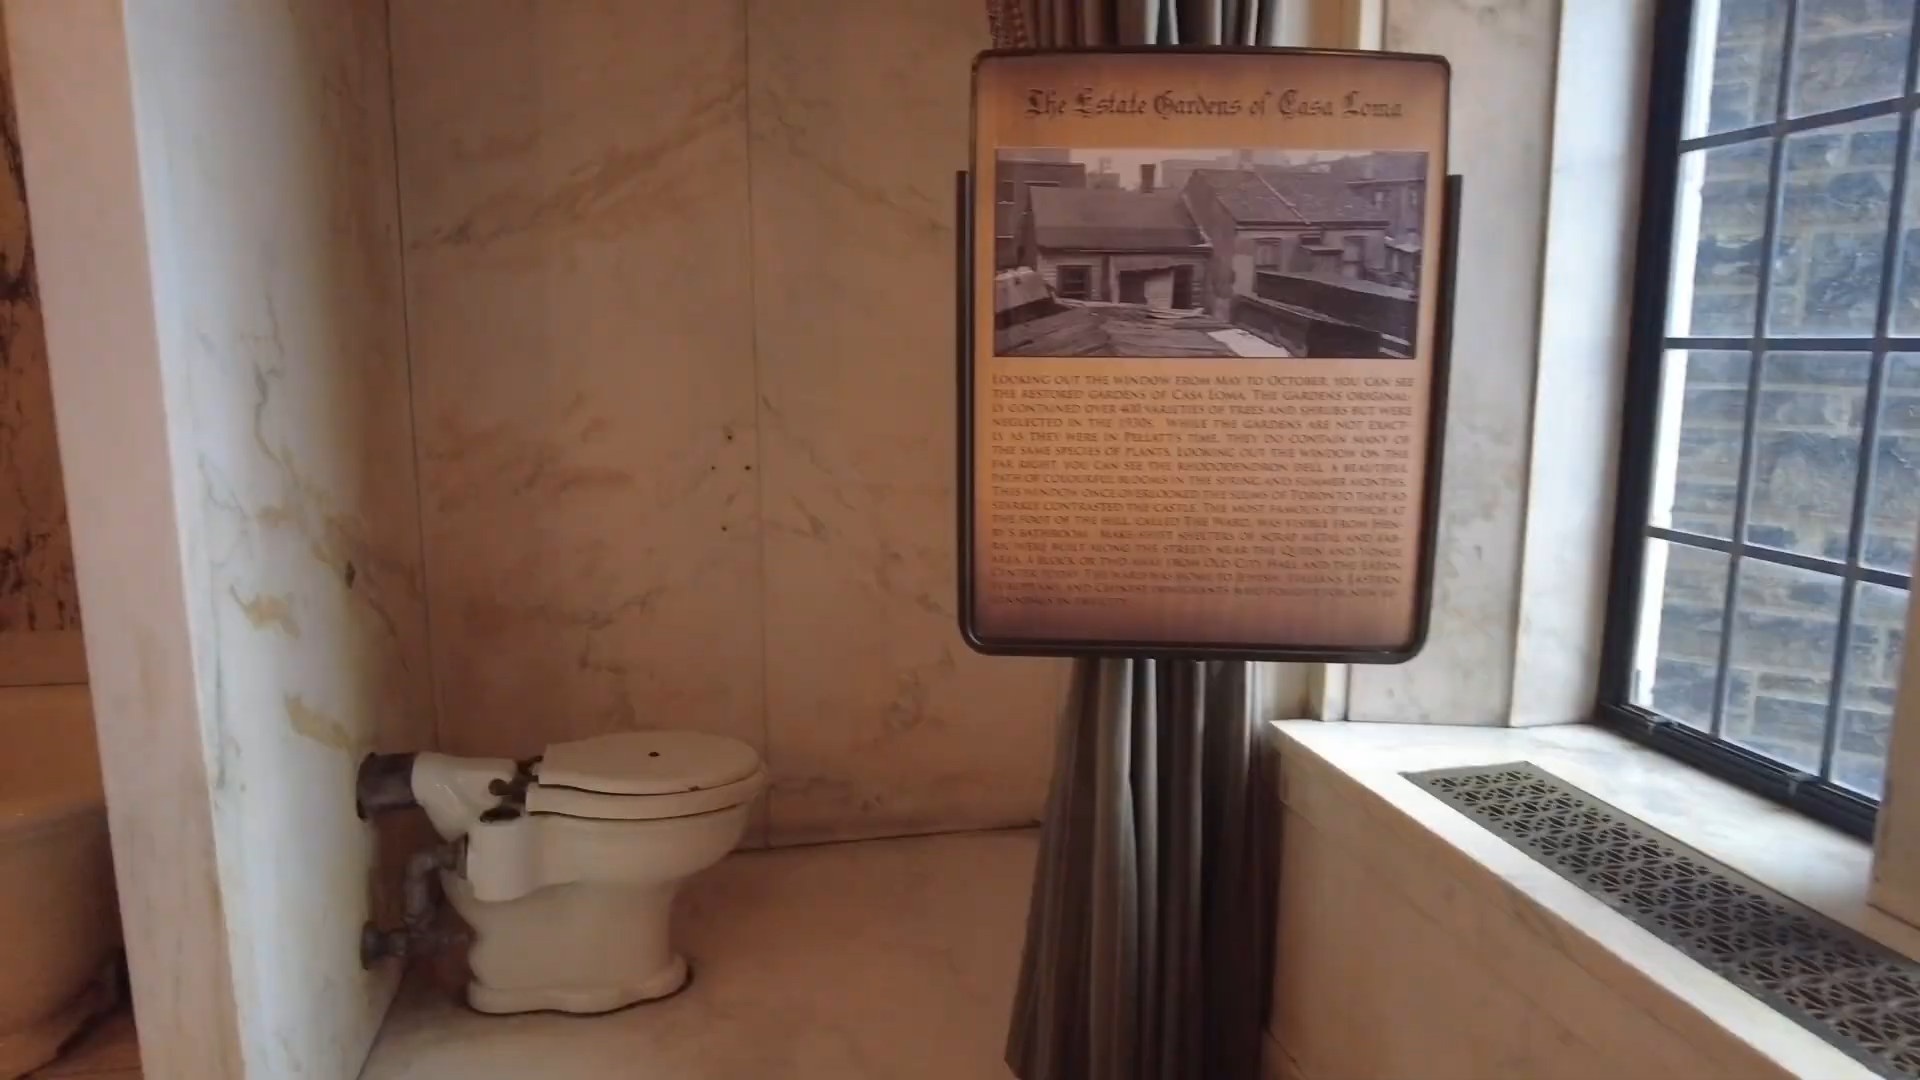 The Estate Gardens of Casa Loma
LOOKING OUT THE WINDOW FROM MAY TO OCTOBER, YOU CAN SEE
THE RESTORED GARDENS OF CASA LOMA. THE GARDENS ORIGINAL-
LY CONTAINED OVER 400 VARIETIES OF TREES AND SHRUBS BUT WERE
NEGLECTED IN THE 1930S. WHILE THE GARDENS ARE NOT EXACT-
LY AS THEY WERE IN PELLATT'S TIME, THEY DO CONTAIN MANY OF
THE SAME SPECIES OF PLANTS. LOOKING OUT THE WINDOW ON THE
FAR RIGHT, YOU CAN SEE THE RHODODENDRON DELL, A BEAUTIFUL
PATH OF COLOURFUL BLOOMS IN THE SPRING AND SUMMER MONTHS.
THIS WINDOW ONCE OVERLOOKED THE SLUMS OF TORONTO THAT SO
STARKLY CONTRASTED THE CASTLE. THE MOST FAMOUS OF WHICH AT
THE FOOT OF THE HILL, CALLED THE WARD, WAS VISIBLE FROM HEN-
RY'S BATHROOM. MAKE-SHIFT SHELTERS OF SCRAP METAL AND FAB-
RIC WERE BUILT ALONG THE STREETS NEAR THE QUEEN AND YONGE
AREA, A BLOCK OR TWO AWAY FROM OLD CITY HALL AND THE EATON
CENTER TODAY. THE WARD WAS HOME TO JEWISH, ITALIANS, EASTERN
EUROPEANS AND CHINESE IMMIGRANTS WHO FOUGHT FOR NEW BE-
GINNINGS IN THE CITY.